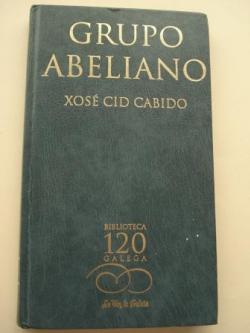 GRUPO
ABELIANO
XOSÉ CID CABIDO
BIBLIOTECA
120
GALEGA
La Voz de Galicia